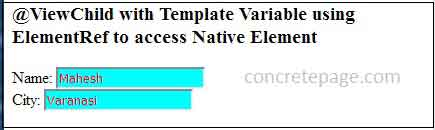 @ViewChild with Template Variable using
ElementRef to access Native Element
Name: Mahesh
concretepage.com
City: Varanasi